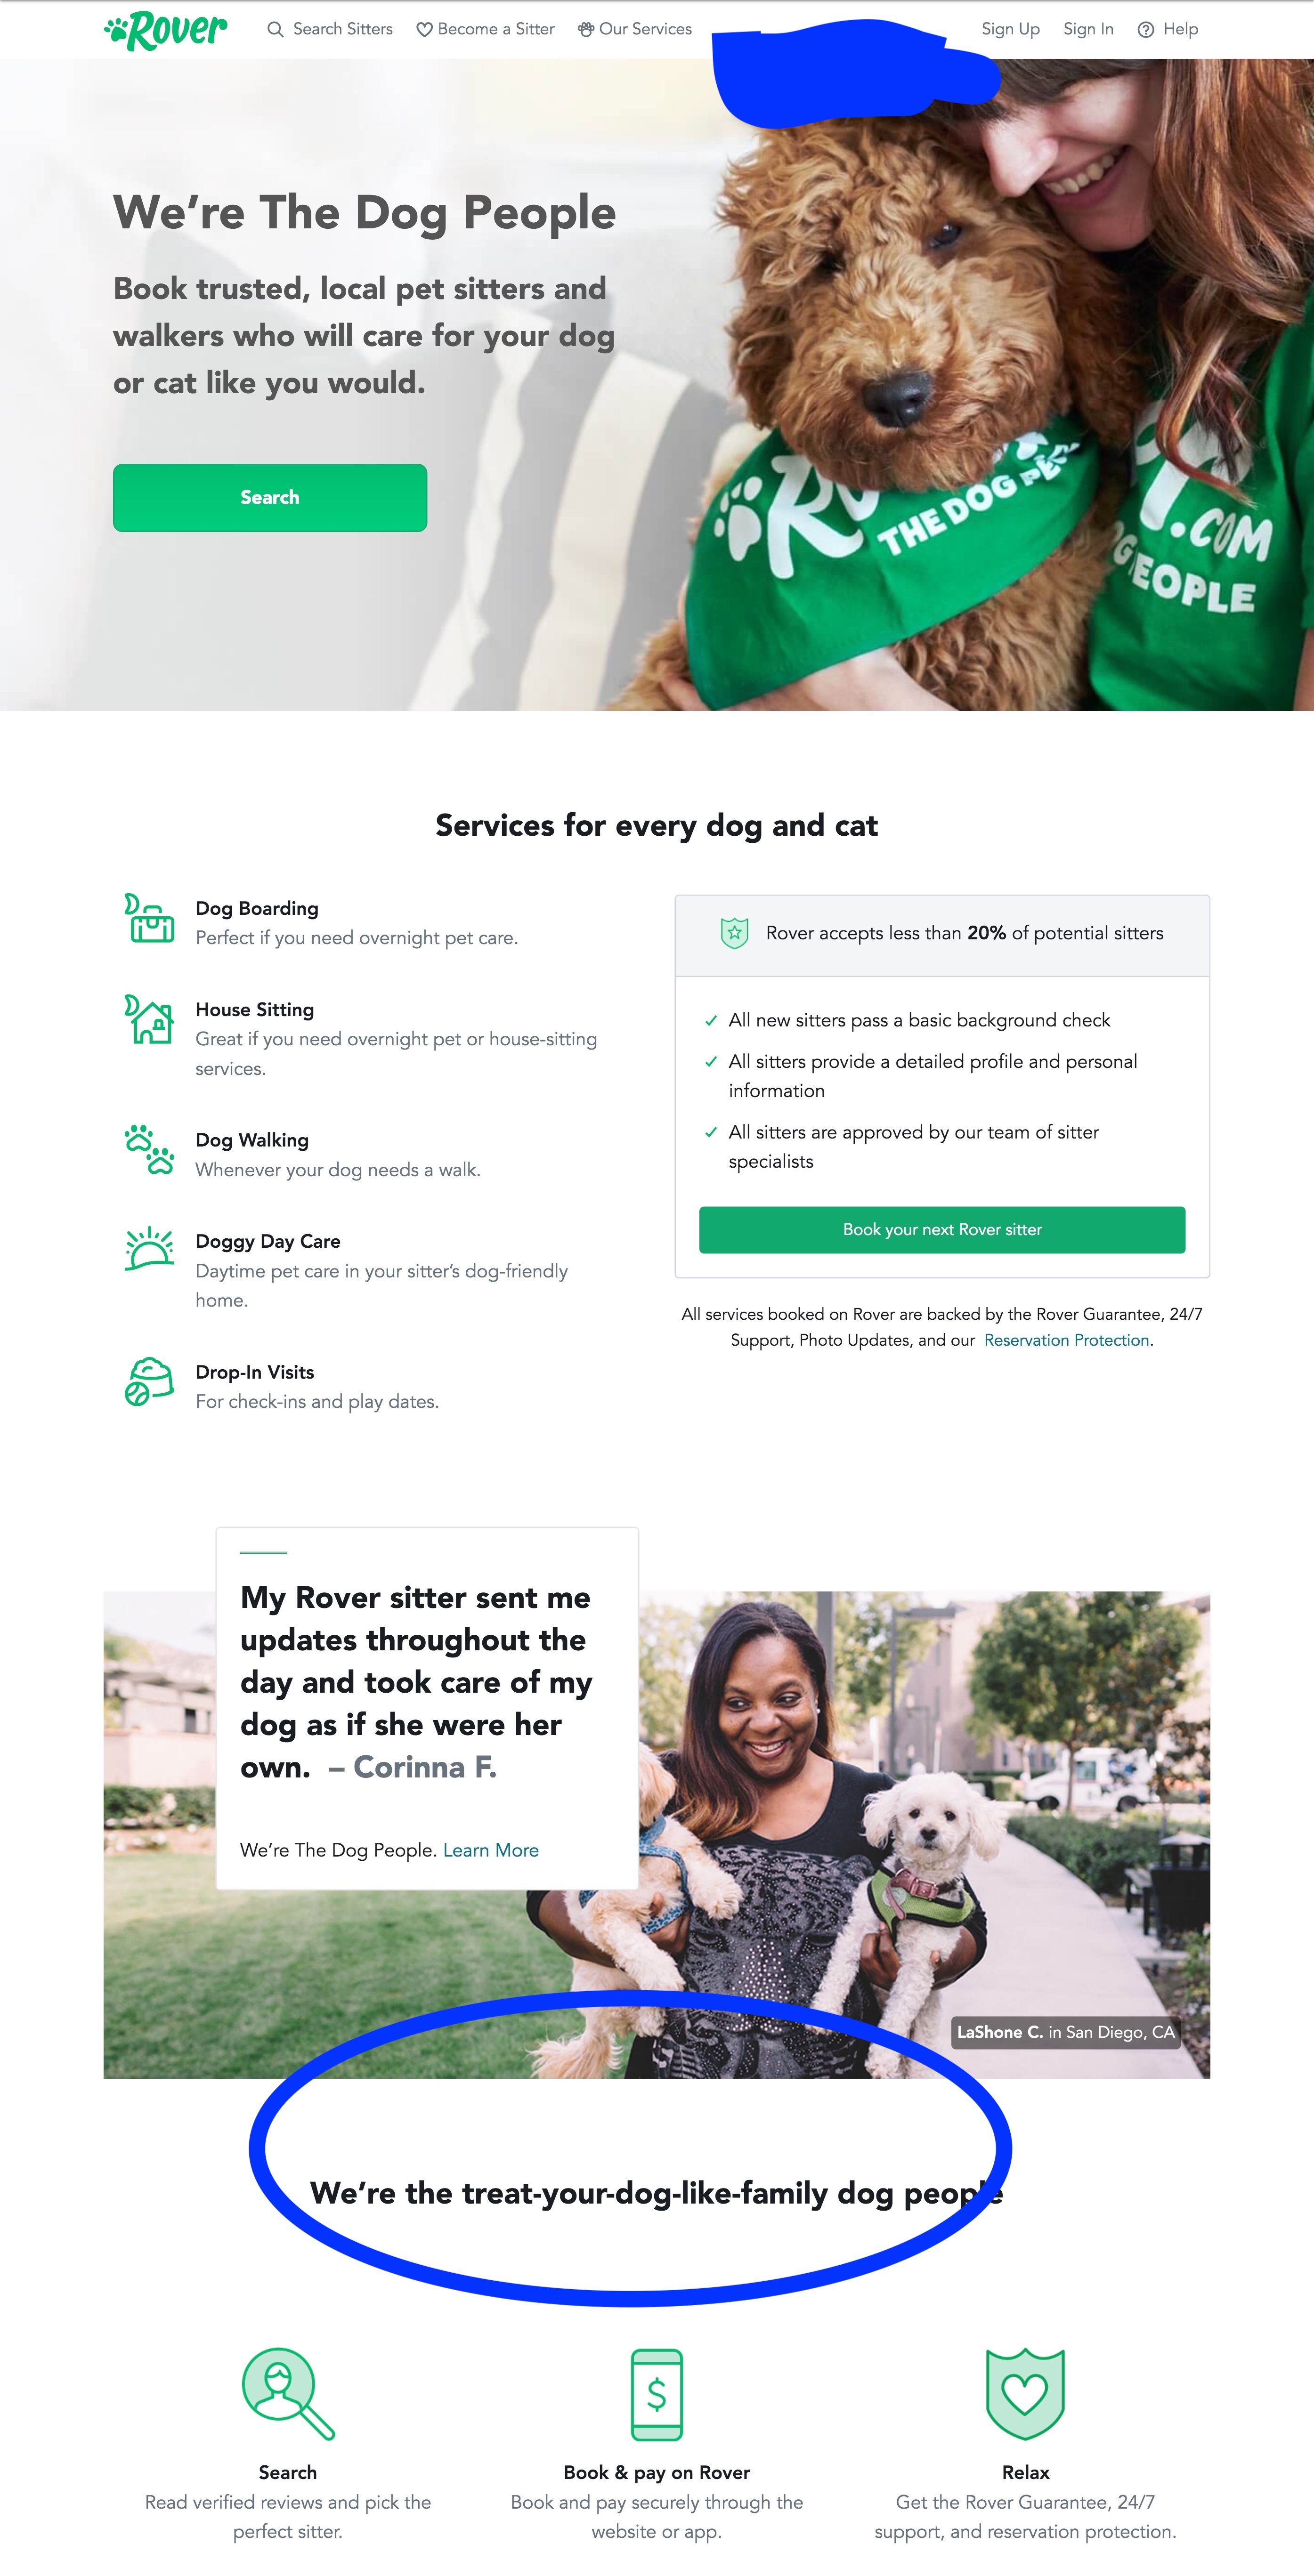 Rover
Search Sitters
Become a Sitter
Our Services
Sign Up
Sign In
Help
We're The Dog People
Book trusted, local pet sitters and
walkers who will care for your dog
or cat like you would.
Search
THE DOG
.COM
PEOPLE
Services for every dog and cat
Dog Boarding
Perfect if you need overnight pet care.
House Sitting
Great if you need overnight pet or house-sitting
services.
Dog Walking
Whenever your dog needs a walk.
Doggy Day Care
Daytime pet care in your sitter's dog-friendly
home.
Drop-In Visits
For check-ins and play dates.
Rover accepts less than 20% of potential sitters
All new sitters pass a basic background check
All sitters provide a detailed profile and personal
information
All sitters are approved by our team of sitter
specialists
Book your next Rover sitter
All services booked on Rover are backed by the Rover Guarantee, 24/7
Support, Photo Updates, and our Reservation Protection.
My Rover sitter sent me
updates throughout the
day and took care of my
dog as if she were her
own. – Corinna F.
We're The Dog People. Learn More
LaShone C. in San Diego, CA
We're the treat-your-dog-like-family dog people
Search
Read verified reviews and pick the
perfect sitter.
Book & pay on Rover
Book and pay securely through the
website or app.
Relax
Get the Rover Guarantee, 24/7
support, and reservation protection.